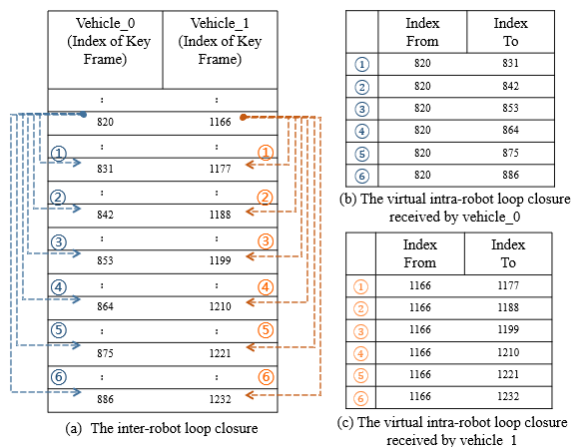 Vehicle_0 Vehicle_1
(Index of Key (Index of Key
Frame) Frame)
: :
820 1166
① : : ①
831 1177
② : : ②
842 1188
③ : : ③
853 1199
④ : : ④
864 1210
⑤ : : ⑤
875 1221
⑥ : : ⑥
886 1232
(a) The inter-robot loop closure
Index Index
From To
① 820 831
② 820 842
③ 820 853
④ 820 864
⑤ 820 875
⑥ 820 886
(b) The virtual intra-robot loop closure
received by vehicle_0
Index Index
From To
① 1166 1177
② 1166 1188
③ 1166 1199
④ 1166 1210
⑤ 1166 1221
⑥ 1166 1232
(c) The virtual intra-robot loop closure
received by vehicle_1